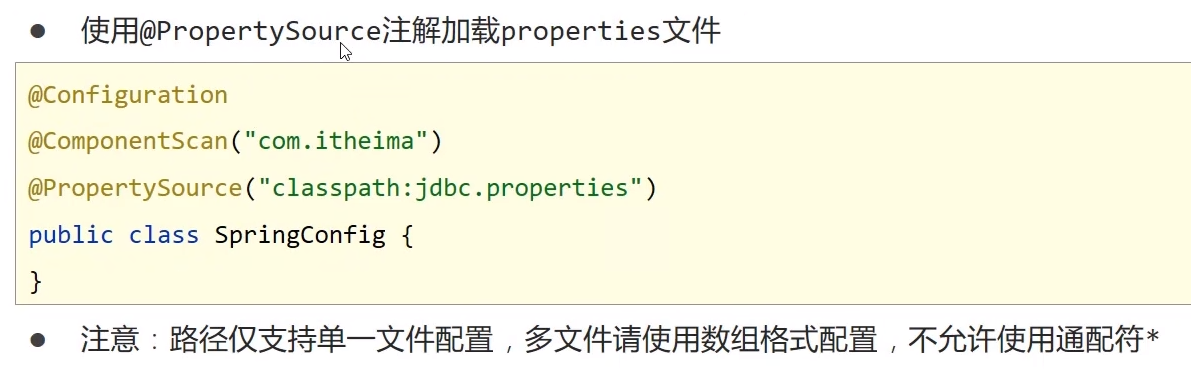 ● 使用@PropertySource注解加载properties文件
@Configuration
@ComponentScan("com.itheima")
@PropertySource("classpath:jdbc.properties")
public class SpringConfig {
}
● 注意：路径仅支持单一文件配置，多文件请使用数组格式配置，不允许使用通配符*